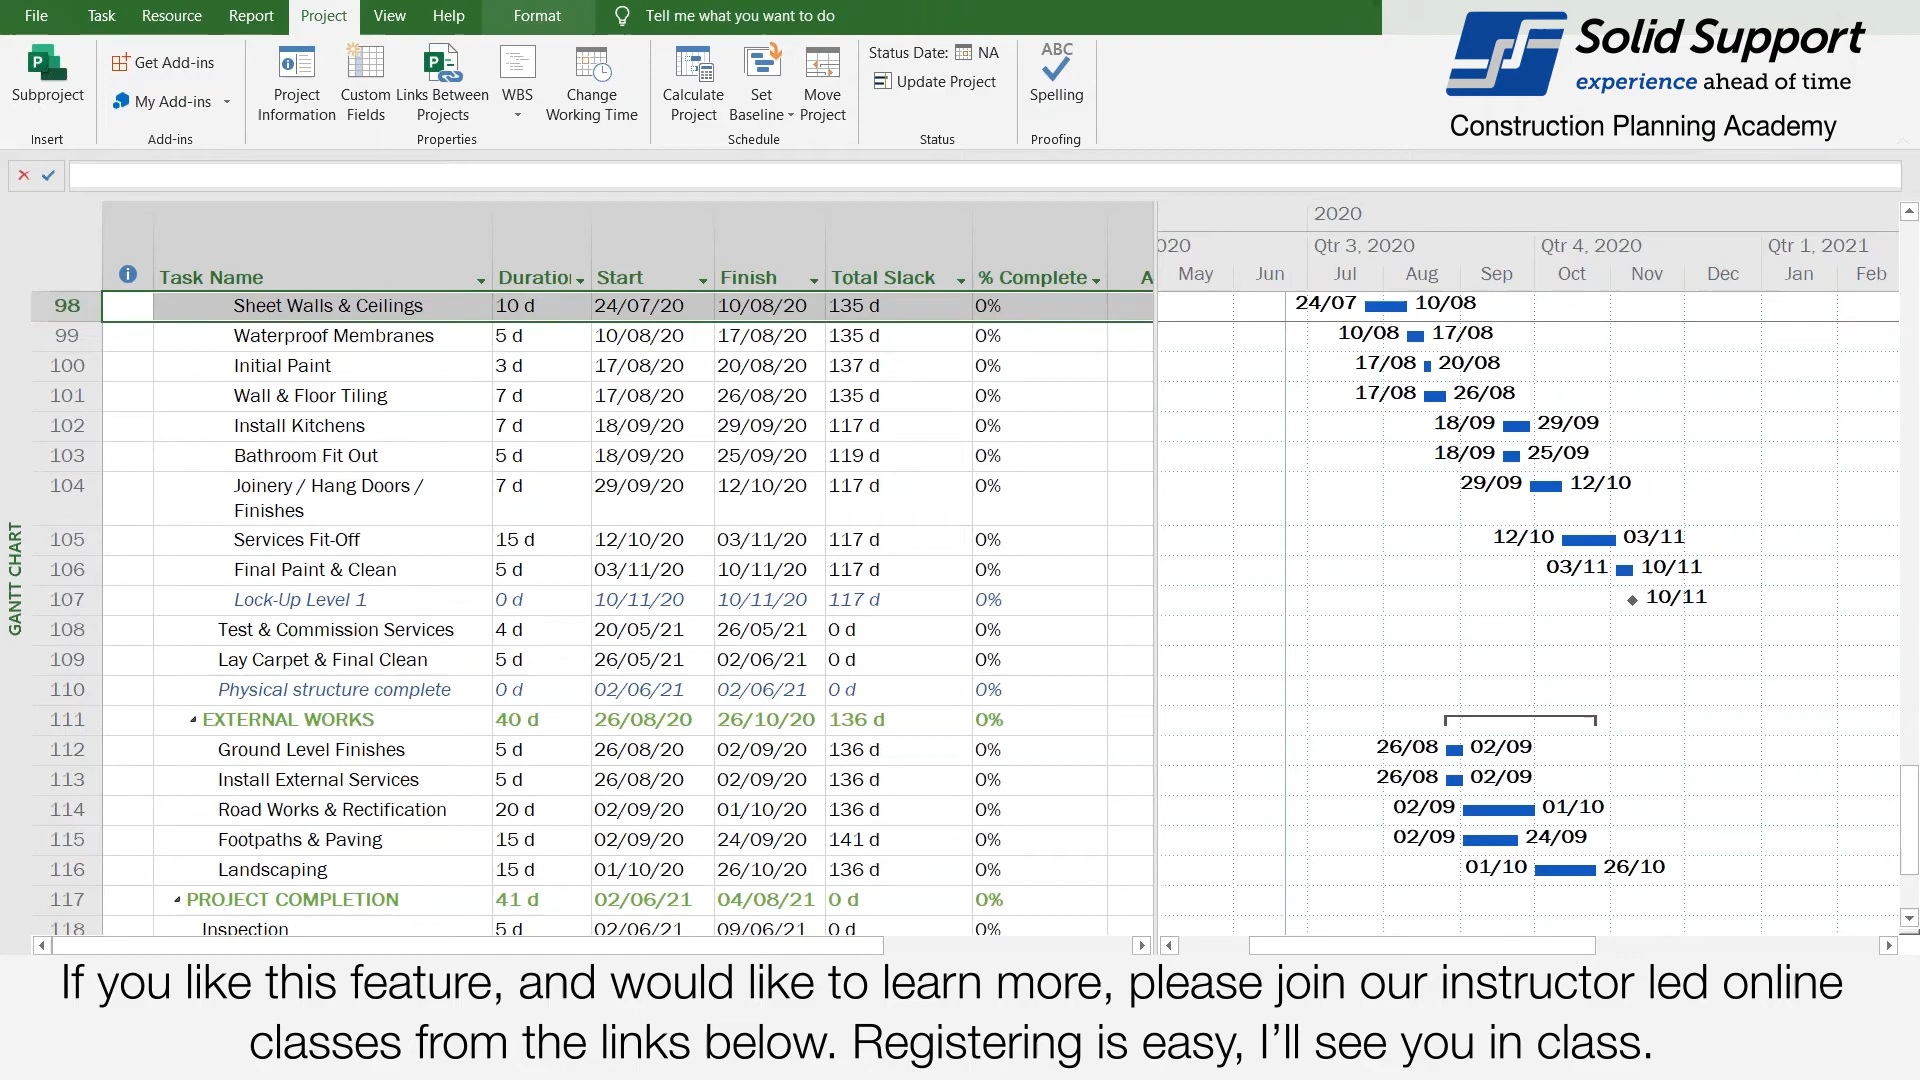 File Task Resource Report Project View Help Format Tell me what you want to do
Solid Support
experience ahead of time
Construction Planning Academy
Subproject
Insert
Get Add-ins
My Add-ins
Add-ins
Project Information
Custom Fields
Links Between Projects
WBS
Change Working Time
Properties
Calculate Project
Set Baseline
Move Project
Schedule
Status Date: NA
Update Project
Status
ABC
Spelling
Proofing
GANTT CHART
2020
020 Qtr 3, 2020 Qtr 4, 2020 Qtr 1, 2021
May Jun Jul Aug Sep Oct Nov Dec Jan Feb
Task Name Duration Start Finish Total Slack % Complete A
98 Sheet Walls & Ceilings 10 d 24/07/20 10/08/20 135 d 0% 24/07 10/08
99 Waterproof Membranes 5 d 10/08/20 17/08/20 135 d 0% 10/08 17/08
100 Initial Paint 3 d 17/08/20 20/08/20 137 d 0% 17/08 20/08
101 Wall & Floor Tiling 7 d 17/08/20 26/08/20 135 d 0% 17/08 26/08
102 Install Kitchens 7 d 18/09/20 29/09/20 117 d 0% 18/09 29/09
103 Bathroom Fit Out 5 d 18/09/20 25/09/20 119 d 0% 18/09 25/09
104 Joinery / Hang Doors / 7 d 29/09/20 12/10/20 117 d 0% 29/09 12/10
Finishes
105 Services Fit-Off 15 d 12/10/20 03/11/20 117 d 0% 12/10 03/11
106 Final Paint & Clean 5 d 03/11/20 10/11/20 117 d 0% 03/11 10/11
107 Lock-Up Level 1 0 d 10/11/20 10/11/20 117 d 0% 10/11
108 Test & Commission Services 4 d 20/05/21 26/05/21 0 d 0%
109 Lay Carpet & Final Clean 5 d 26/05/21 02/06/21 0 d 0%
110 Physical structure complete 0 d 02/06/21 02/06/21 0 d 0%
111 EXTERNAL WORKS 40 d 26/08/20 26/10/20 136 d 0%
112 Ground Level Finishes 5 d 26/08/20 02/09/20 136 d 0% 26/08 02/09
113 Install External Services 5 d 26/08/20 02/09/20 136 d 0% 26/08 02/09
114 Road Works & Rectification 20 d 02/09/20 01/10/20 136 d 0% 02/09 01/10
115 Footpaths & Paving 15 d 02/09/20 24/09/20 141 d 0% 02/09 24/09
116 Landscaping 15 d 01/10/20 26/10/20 136 d 0% 01/10 26/10
117 PROJECT COMPLETION 41 d 02/06/21 04/08/21 0 d 0%
118 Inspection 5 d 02/06/21 09/06/21 0 d 0%
If you like this feature, and would like to learn more, please join our instructor led online
classes from the links below. Registering is easy, I'll see you in class.